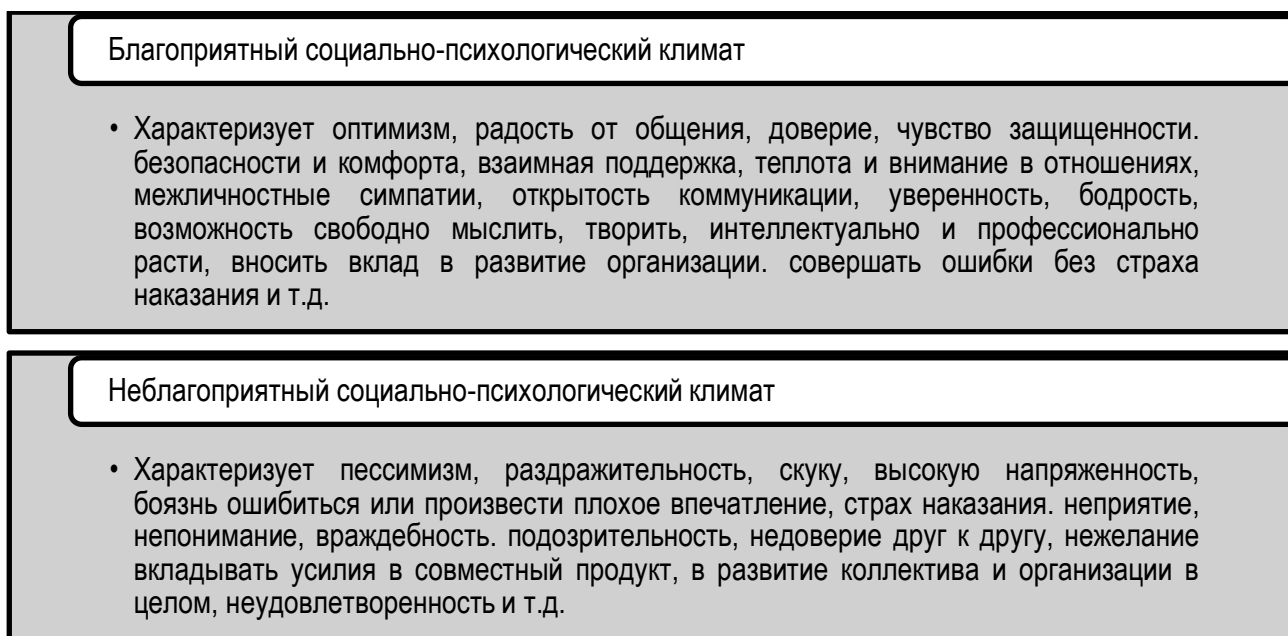 Благоприятный социально-психологический климат
• Характеризует оптимизм, радость от общения, доверие, чувство защищенности.
безопасности и комфорта, взаимная поддержка, теплота и внимание в отношениях,
межличностные симпатии, открытость коммуникации, уверенность, бодрость,
возможность свободно мыслить, творить, интеллектуально и профессионально
расти, вносить вклад в развитие организации. совершать ошибки без страха
наказания и т.д.
Неблагоприятный социально-психологический климат
• Характеризует пессимизм, раздражительность, скуку, высокую напряженность,
боязнь ошибиться или произвести плохое впечатление, страх наказания. неприятие,
непонимание, враждебность. подозрительность, недоверие друг к другу, нежелание
вкладывать усилия в совместный продукт, в развитие коллектива и организации в
целом, неудовлетворенность и т.д.